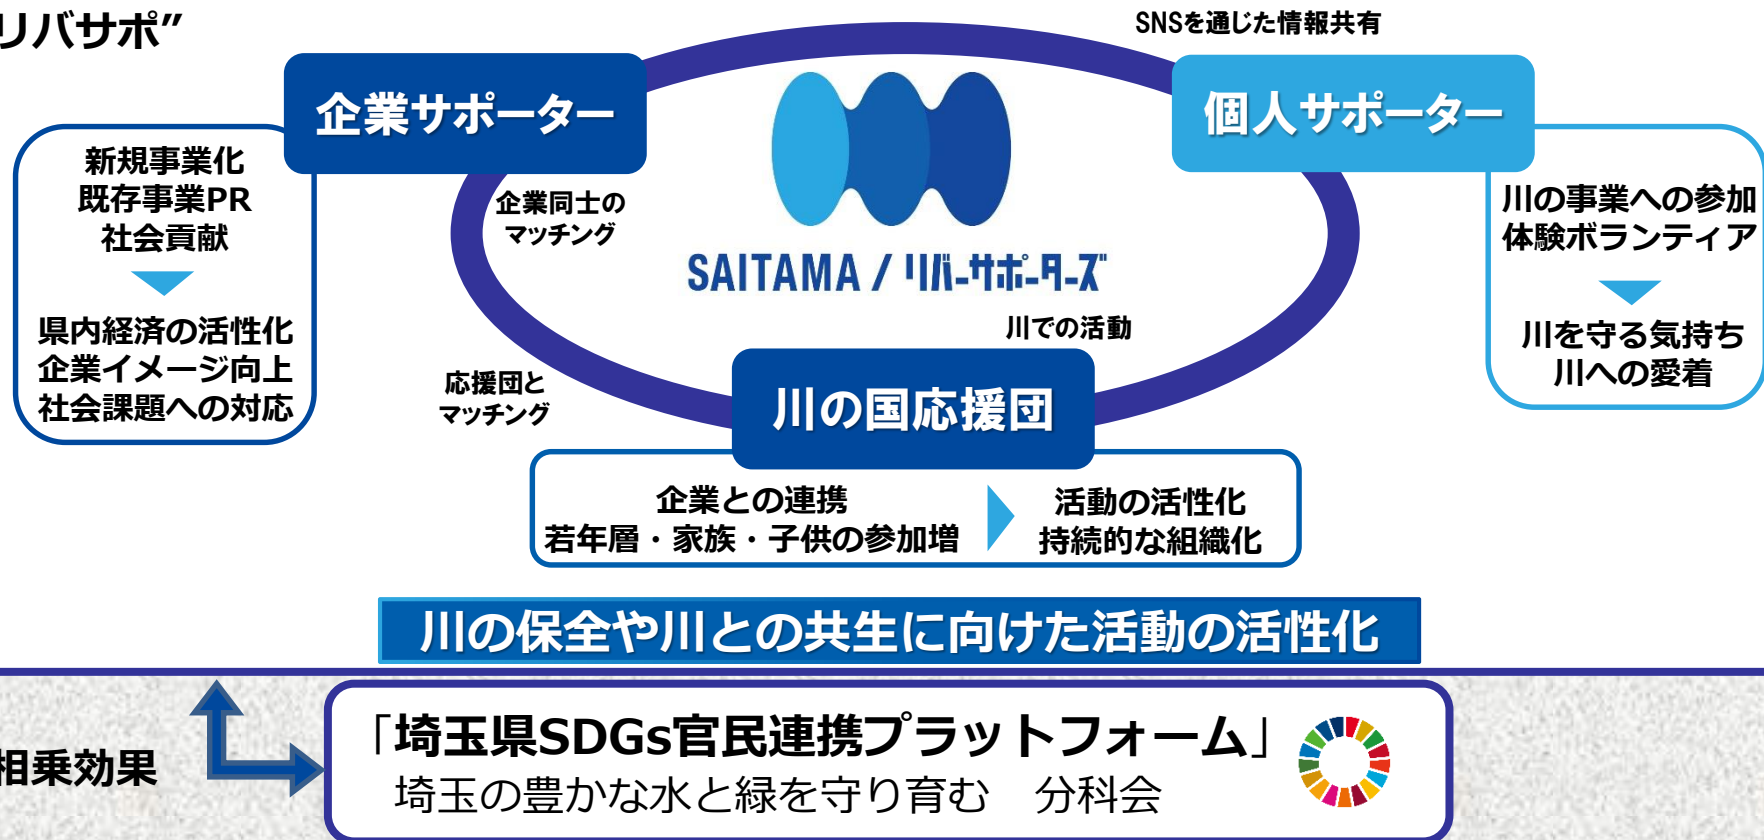 リバサポ”
SNSを通じた情報共有
企業サポーター
個人サポーター
新規事業化
既存事業PR
社会貢献
県内経済の活性化
企業イメージ向上
社会課題への対応
企業同士の
マッチング
SAITAMA / リバーサポーターズ
川の事業への参加
体験ボランティア
川を守る気持ち
川への愛着
川での活動
応援団と
マッチング
川の国応援団
企業との連携
若年層・家族・子供の参加増
活動の活性化
持続的な組織化
川の保全や川との共生に向けた活動の活性化
相乗効果
「埼玉県SDGs官民連携プラットフォーム」
埼玉の豊かな水と緑を守り育む　分科会